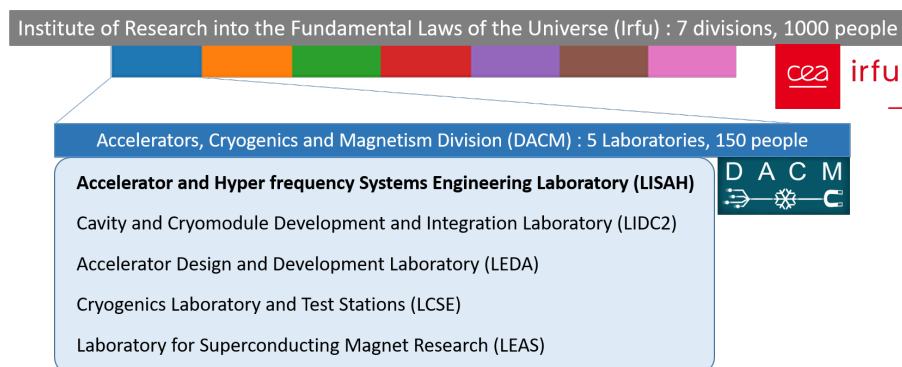 Institute of Research into the Fundamental Laws of the Universe (Irfu) : 7 divisions, 1000 people
cea irfu
Accelerators, Cryogenics and Magnetism Division (DACM) : 5 Laboratories, 150 people
D A C M
Accelerator and Hyper frequency Systems Engineering Laboratory (LISAH)
Cavity and Cryomodule Development and Integration Laboratory (LIDC2)
Accelerator Design and Development Laboratory (LEDA)
Cryogenics Laboratory and Test Stations (LCSE)
Laboratory for Superconducting Magnet Research (LEAS)